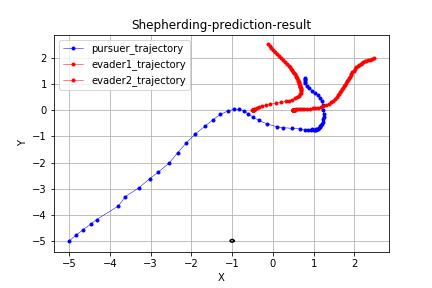 Shepherding-prediction-result
pursuer_trajectory
evader1_trajectory
evader2_trajectory
2
1
0
−1
−2
−3
−4
−5
Y
−5 −4 −3 −2 −1 0 1 2
X